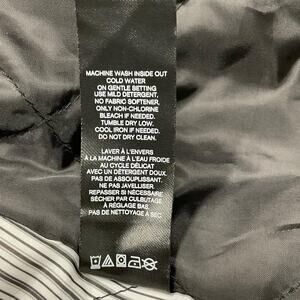 MACHINE WASH INSIDE OUT
COLD WATER
ON GENTLE SETTING
USE MILD DETERGENT,
NO FABRIC SOFTENER,
ONLY NON-CHLORINE
BLEACH IF NEEDED.
TUMBLE DRY LOW.
COOL IRON IF NEEDED.
DO NOT DRY CLEAN.
LAVER À L'ENVERS
À LA MACHINE À L'EAU FROIDE
AU CYCLE DÉLICAT
AVEC UN DÉTERGENT DOUX.
PAS DE ASSOUPLISSANT.
NE PAS JAVELLISER
REPASSER SI NÉCESSAIRE
SÉCHER PAR CULBUTAGE
À RÉGLAGE BAS.
PAS DE NETTOYAGE À SEC